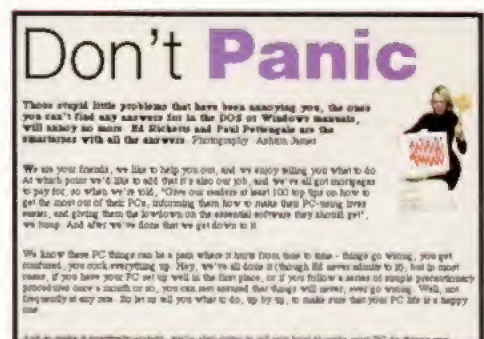 Don't Panic
Those stupid little problems that have been annoying you, the ones
you can't find any answers for in the DOS or Windows manuals,
will annoy no more. Ed Ricketts and Paul Pettengale are the
smartarses with all the answers Photography Ashton James
We are your friends, we like to help you out, and we enjoy telling you what to do
At which point we'd like to add that it's also our job, and we've all got mortgages
to pay for, so when we're told, "Give our readers at least 100 top tips on how to
get the most out of their PCs, informing them how to make their PC-using lives
easier, and giving them the lowdown on the essential software they should get",
we jump. And after we've done that we get down to it
We know these PC things can be a pain where it hurts from time to time - things go wrong, you get
confused, you cock everything up. Hey, we've all done it (though Ed never admits to it), but in most
cases, if you have your PC set up well in the first place, or if you follow a series of simple precautionary
procedures once a month or so, you can rest assured that things will never, ever go wrong. Well, not
frequently at any rate. So let us tell you what to do, tip by tip, to make sure that your PC life is a happy
one